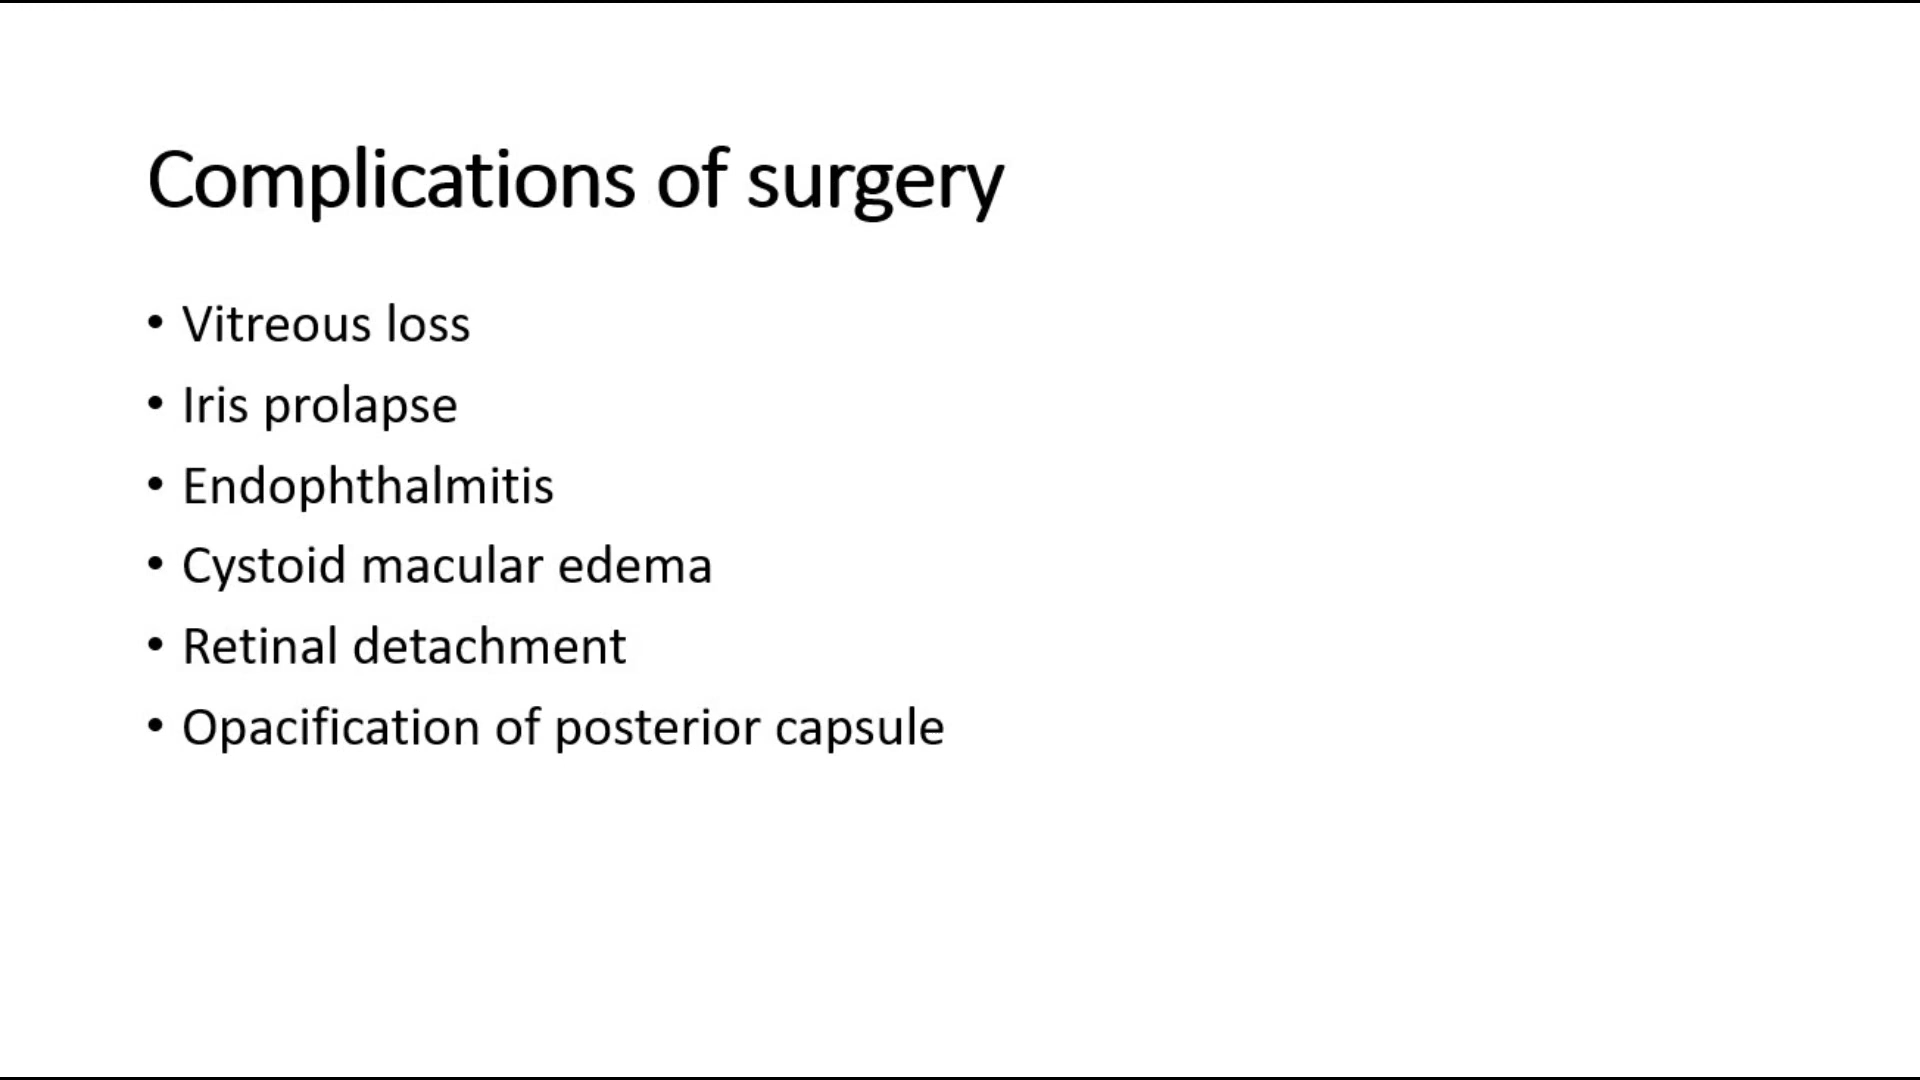 Complications of surgery
• Vitreous loss
• Iris prolapse
• Endophthalmitis
• Cystoid macular edema
• Retinal detachment
• Opacification of posterior capsule